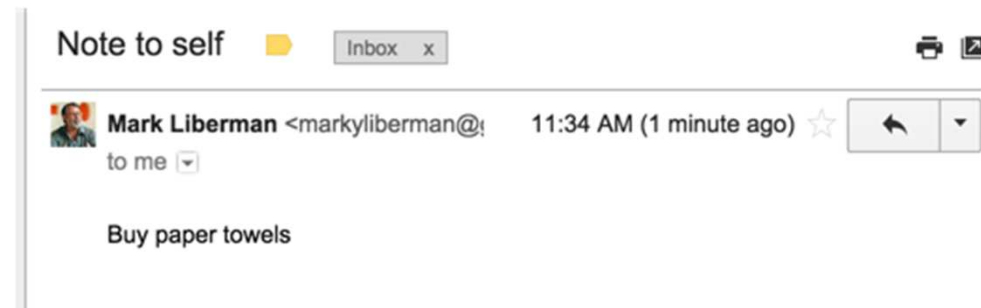 Note to self Inbox x
Mark Liberman <markyliberman@g 11:34 AM (1 minute ago)
to me
Buy paper towels